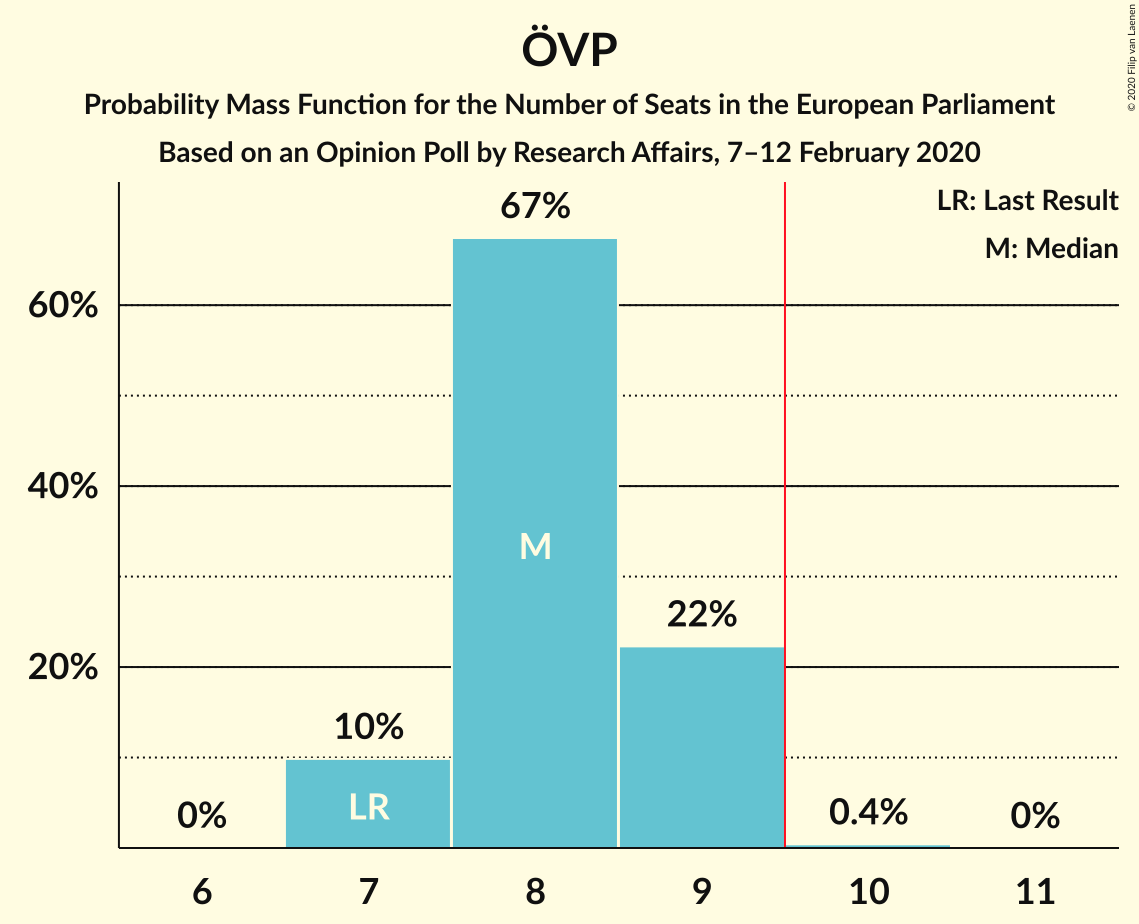 ÖVP
Probability Mass Function for the Number of Seats in the European Parliament
Based on an Opinion Poll by Research Affairs, 7–12 February 2020
© 2020 Filip van Laenen
LR: Last Result
M: Median
67%
60%
40%
M
22%
20%
10%
LR
0%
0.4%
0%
6
7
8
9
10
11